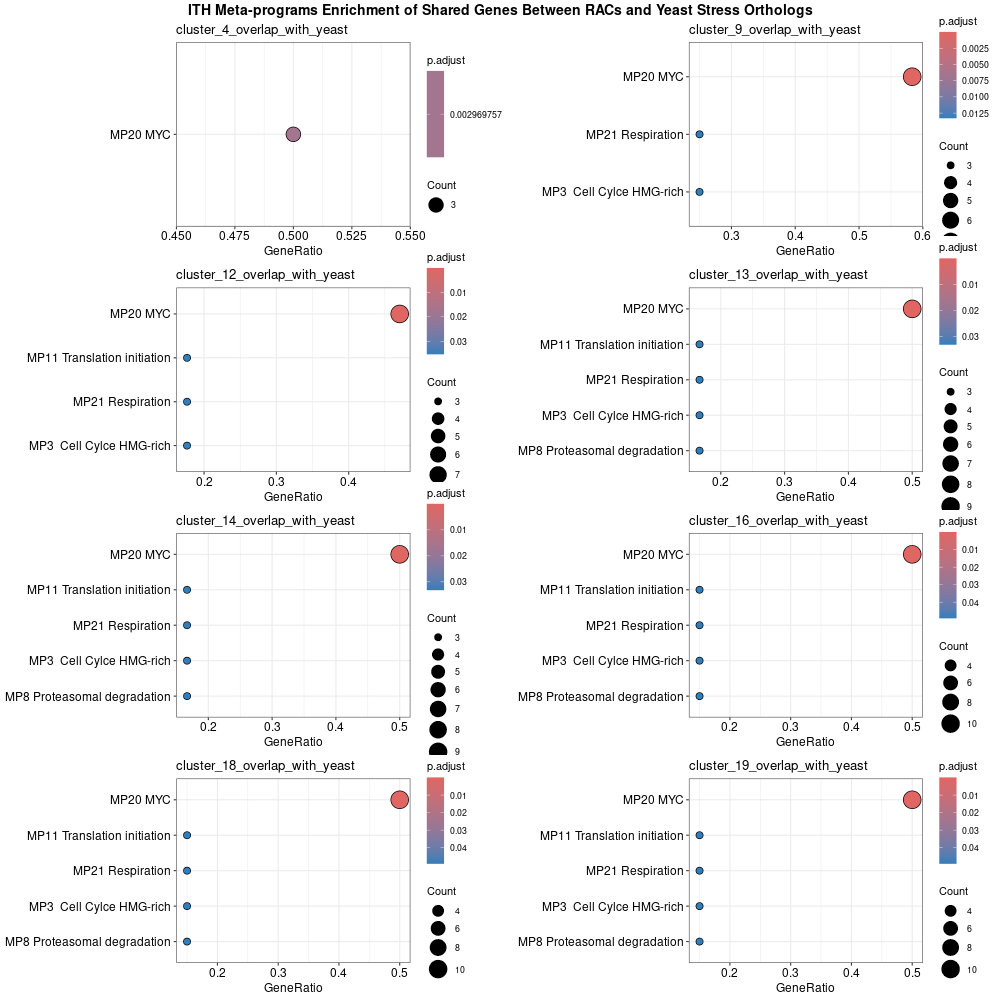 ITH Meta-programs Enrichment of Shared Genes Between RACs and Yeast Stress Orthologs
cluster_4_overlap_with_yeast
MP20 MYC
0.450 0.475 0.500 0.525 0.550
GeneRatio
p.adjust
0.002969757
Count
3
cluster_9_overlap_with_yeast
MP20 MYC
MP21 Respiration
MP3  Cell Cylce HMG-rich
0.3 0.4 0.5 0.6
GeneRatio
p.adjust
0.0025
0.0050
0.0075
0.0100
0.0125
Count
3
4
5
6
cluster_12_overlap_with_yeast
MP20 MYC
MP11 Translation initiation
MP21 Respiration
MP3  Cell Cylce HMG-rich
0.2 0.3 0.4
GeneRatio
p.adjust
0.01
0.02
0.03
Count
3
4
5
6
7
cluster_13_overlap_with_yeast
MP20 MYC
MP11 Translation initiation
MP21 Respiration
MP3  Cell Cylce HMG-rich
MP8 Proteasomal degradation
0.2 0.3 0.4 0.5
GeneRatio
p.adjust
0.01
0.02
0.03
Count
3
4
5
6
7
8
9
cluster_14_overlap_with_yeast
MP20 MYC
MP11 Translation initiation
MP21 Respiration
MP3  Cell Cylce HMG-rich
MP8 Proteasomal degradation
0.2 0.3 0.4 0.5
GeneRatio
p.adjust
0.01
0.02
0.03
Count
3
4
5
6
7
8
9
cluster_16_overlap_with_yeast
MP20 MYC
MP11 Translation initiation
MP21 Respiration
MP3  Cell Cylce HMG-rich
MP8 Proteasomal degradation
0.2 0.3 0.4 0.5
GeneRatio
p.adjust
0.01
0.02
0.03
0.04
Count
4
6
8
10
cluster_18_overlap_with_yeast
MP20 MYC
MP11 Translation initiation
MP21 Respiration
MP3  Cell Cylce HMG-rich
MP8 Proteasomal degradation
0.2 0.3 0.4 0.5
GeneRatio
p.adjust
0.01
0.02
0.03
0.04
Count
4
6
8
10
cluster_19_overlap_with_yeast
MP20 MYC
MP11 Translation initiation
MP21 Respiration
MP3  Cell Cylce HMG-rich
MP8 Proteasomal degradation
0.2 0.3 0.4 0.5
GeneRatio
p.adjust
0.01
0.02
0.03
0.04
Count
4
6
8
10